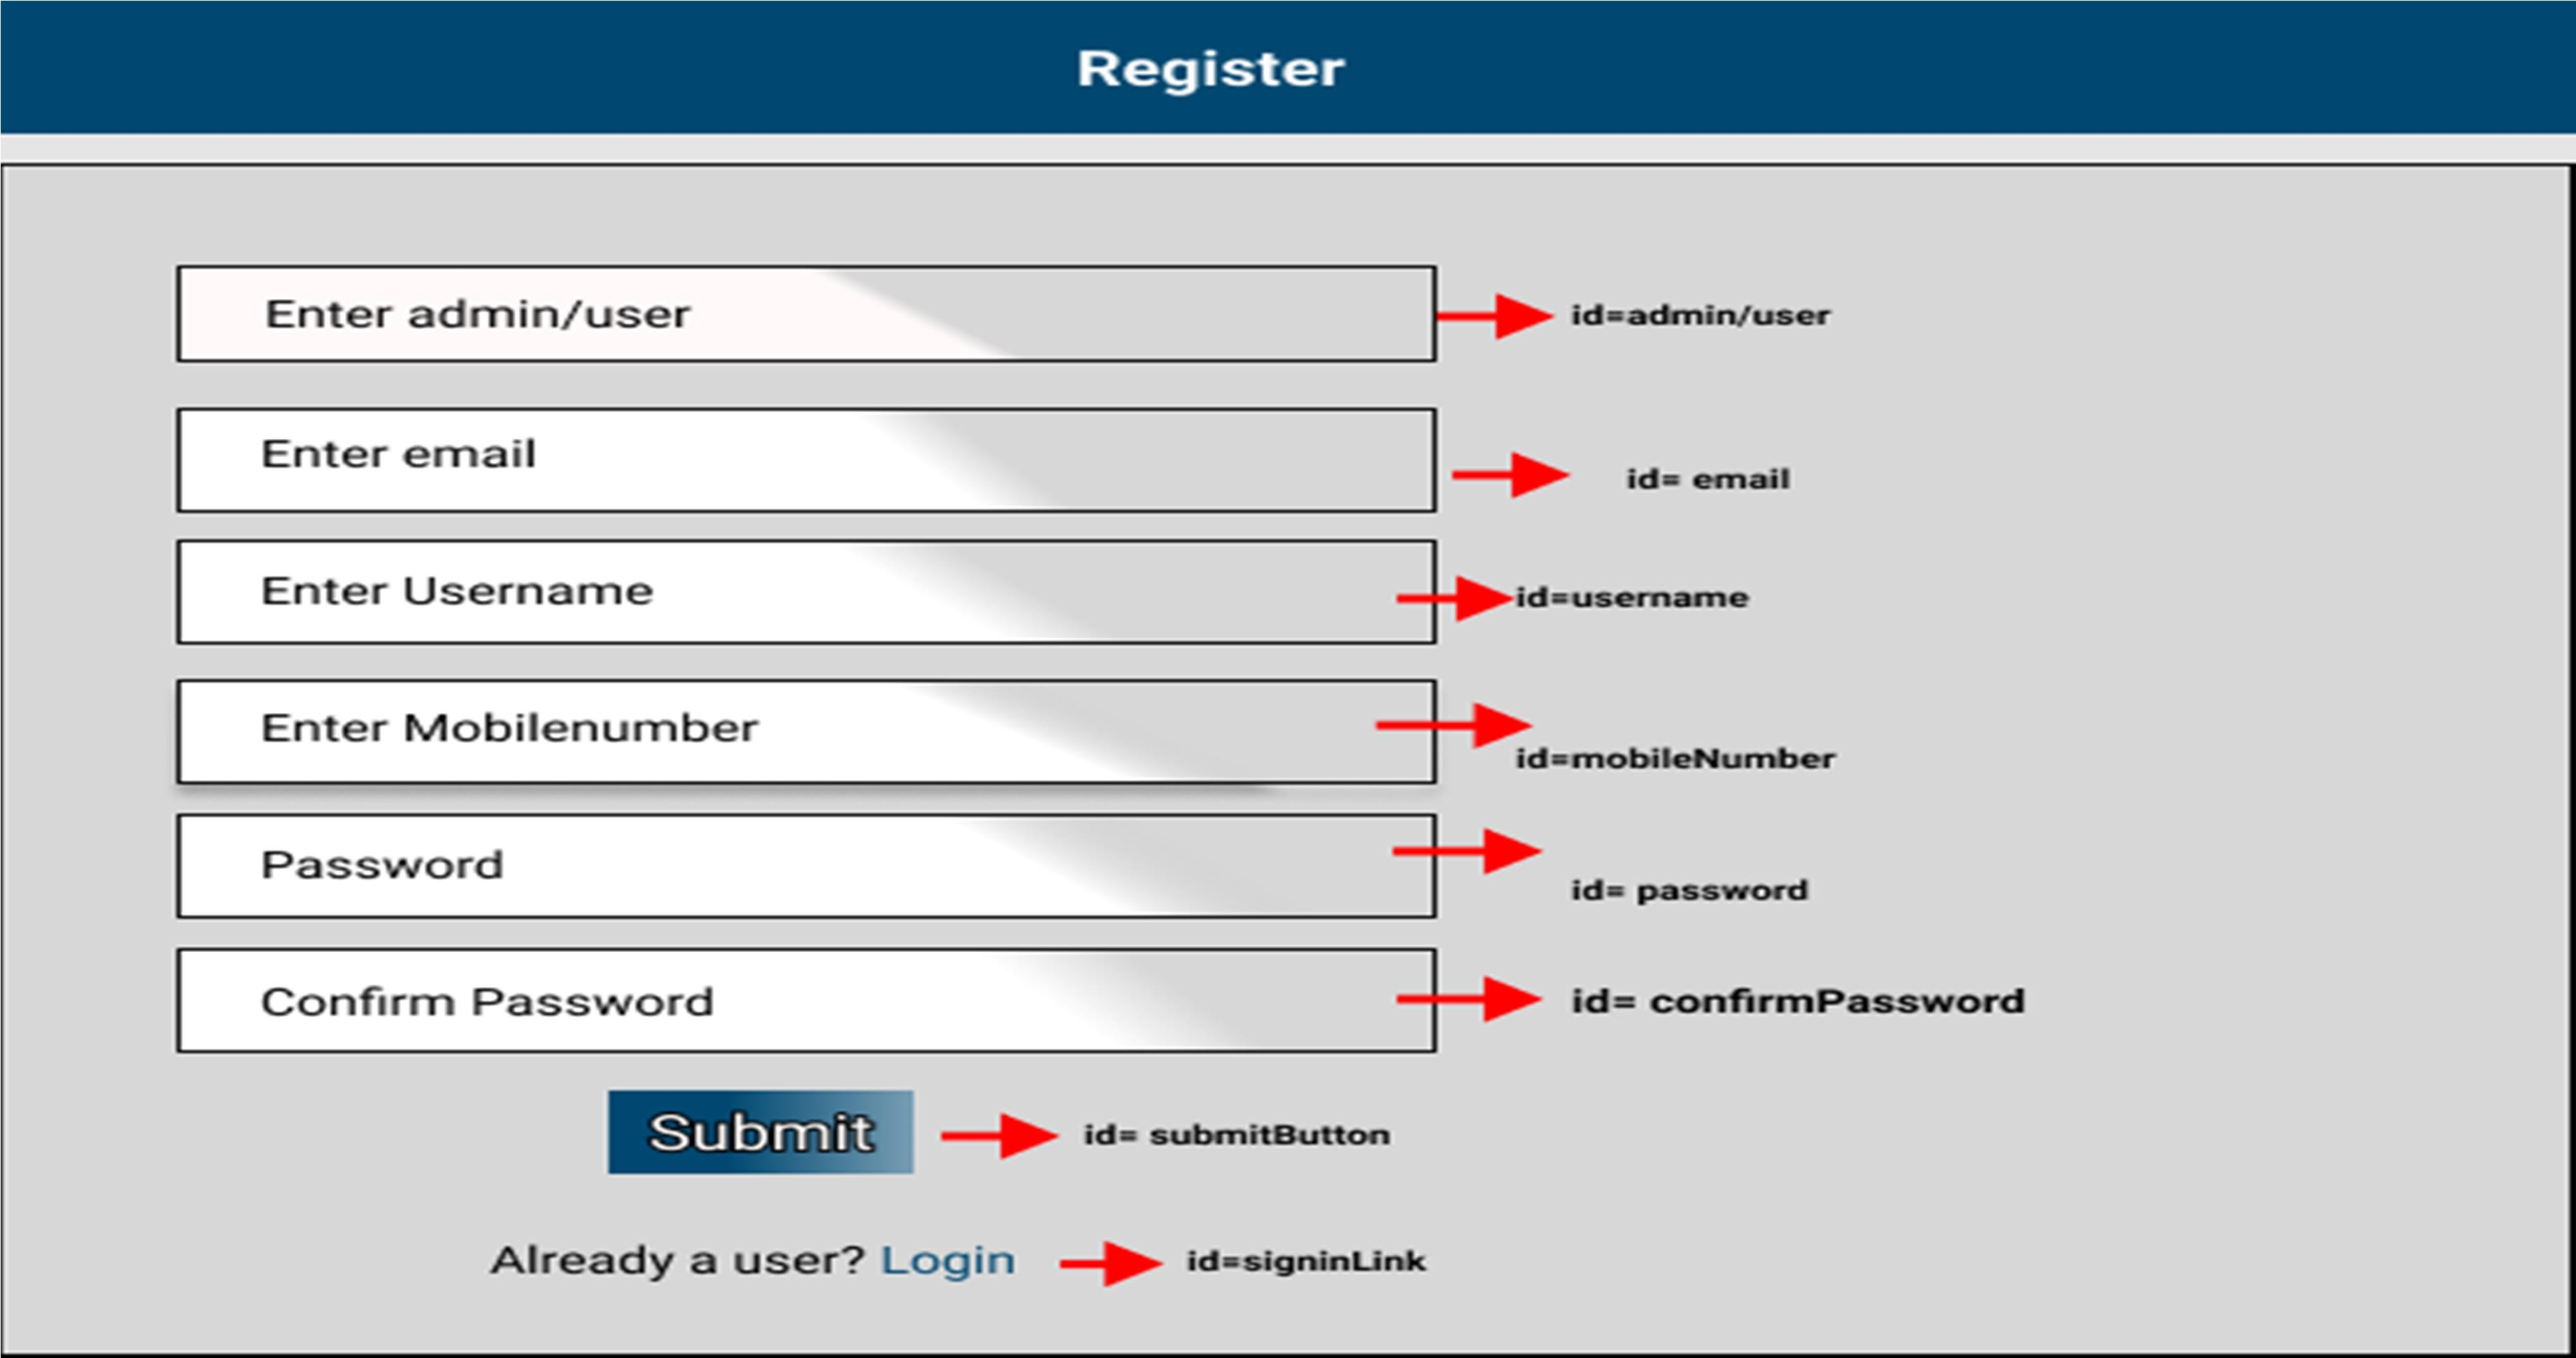 Register
Enter admin/user
id=admin/user
Enter email
id= email
Enter Username
id=username
Enter Mobilenumber
id=mobileNumber
Password
id= password
Confirm Password
id= confirmPassword
Submit
id= submitButton
Already a user? Login
id=signinLink